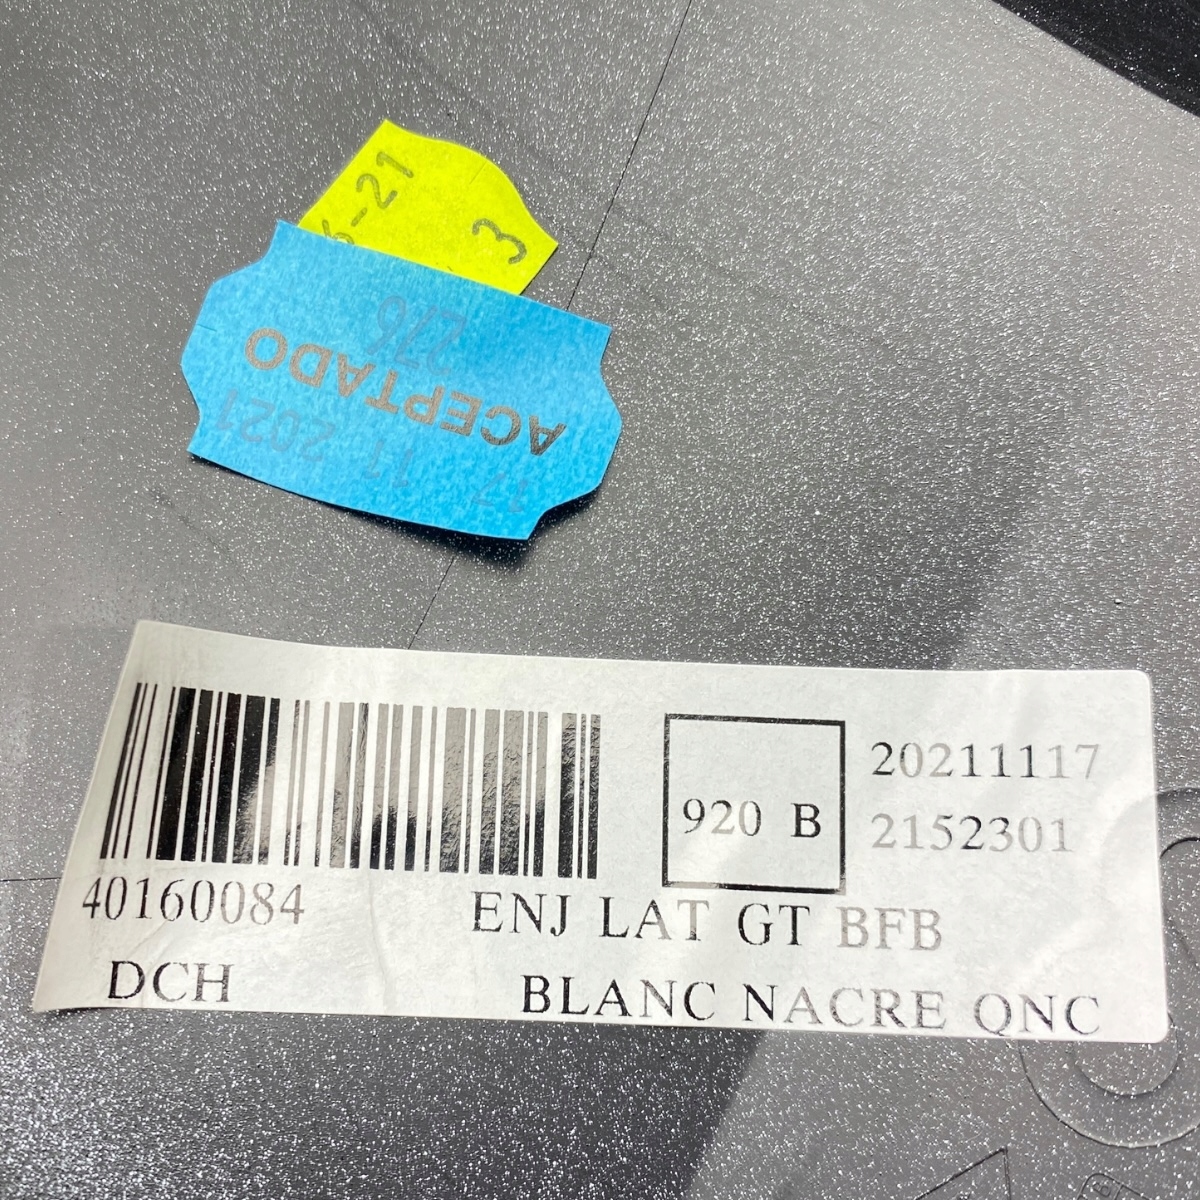 -21
3
276
ACEPTADO
17 11 2021
920 B
20211117
2152301
40160084
ENJ LAT GT BFB
DCH
BLANC NACRE QNC